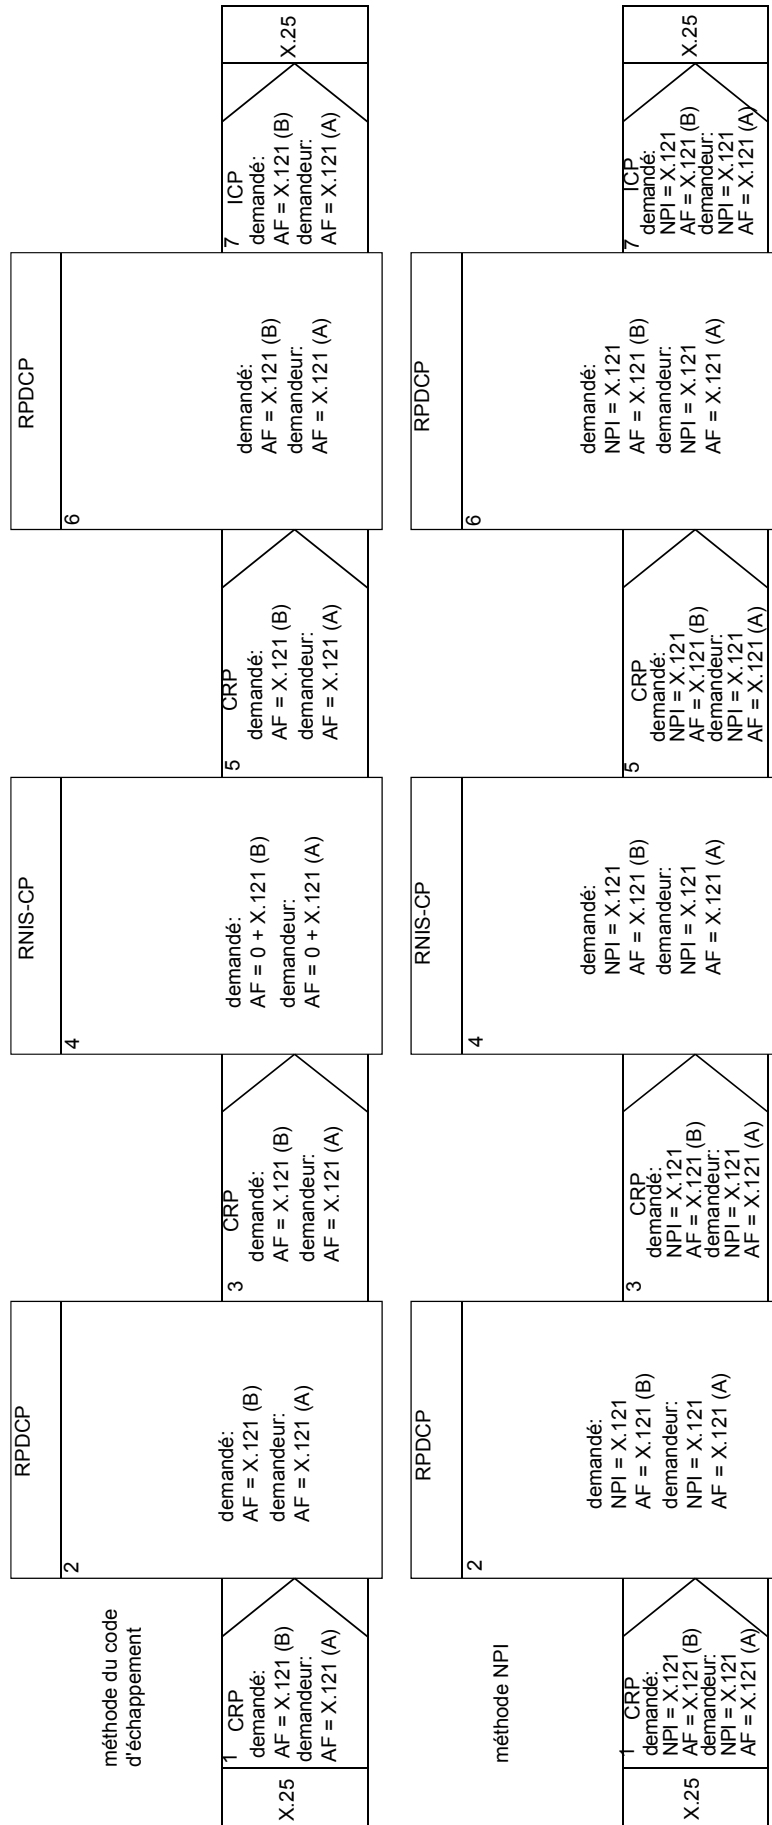 méthode du code
d'échappement
X.25
1
CRP
demandé:
AF = X.121 (B)
demandeur:
AF = X.121 (A)
RPDCP
2
demandé:
AF = X.121 (B)
demandeur:
AF = X.121 (A)
3
CRP
demandé:
AF = X.121 (B)
demandeur:
AF = X.121 (A)
RNIS-CP
4
demandé:
AF = 0 + X.121 (B)
demandeur:
AF = 0 + X.121 (A)
5
CRP
demandé:
AF = X.121 (B)
demandeur:
AF = X.121 (A)
RPDCP
6
demandé:
AF = X.121 (B)
demandeur:
AF = X.121 (A)
7
ICP
demandé:
AF = X.121 (B)
demandeur:
AF = X.121 (A)
X.25
méthode NPI
X.25
1
CRP
demandé:
NPI = X.121
AF = X.121 (B)
demandeur:
NPI = X.121
AF = X.121 (A)
RPDCP
2
demandé:
NPI = X.121
AF = X.121 (B)
demandeur:
NPI = X.121
AF = X.121 (A)
3
CRP
demandé:
NPI = X.121
AF = X.121 (B)
demandeur:
NPI = X.121
AF = X.121 (A)
RNIS-CP
4
demandé:
NPI = X.121
AF = X.121 (B)
demandeur:
NPI = X.121
AF = X.121 (A)
5
CRP
demandé:
NPI = X.121
AF = X.121 (B)
demandeur:
NPI = X.121
AF = X.121 (A)
RPDCP
6
demandé:
NPI = X.121
AF = X.121 (B)
demandeur:
NPI = X.121
AF = X.121 (A)
7
ICP
demandé:
NPI = X.121
AF = X.121 (B)
demandeur:
NPI = X.121
AF = X.121 (A)
X.25